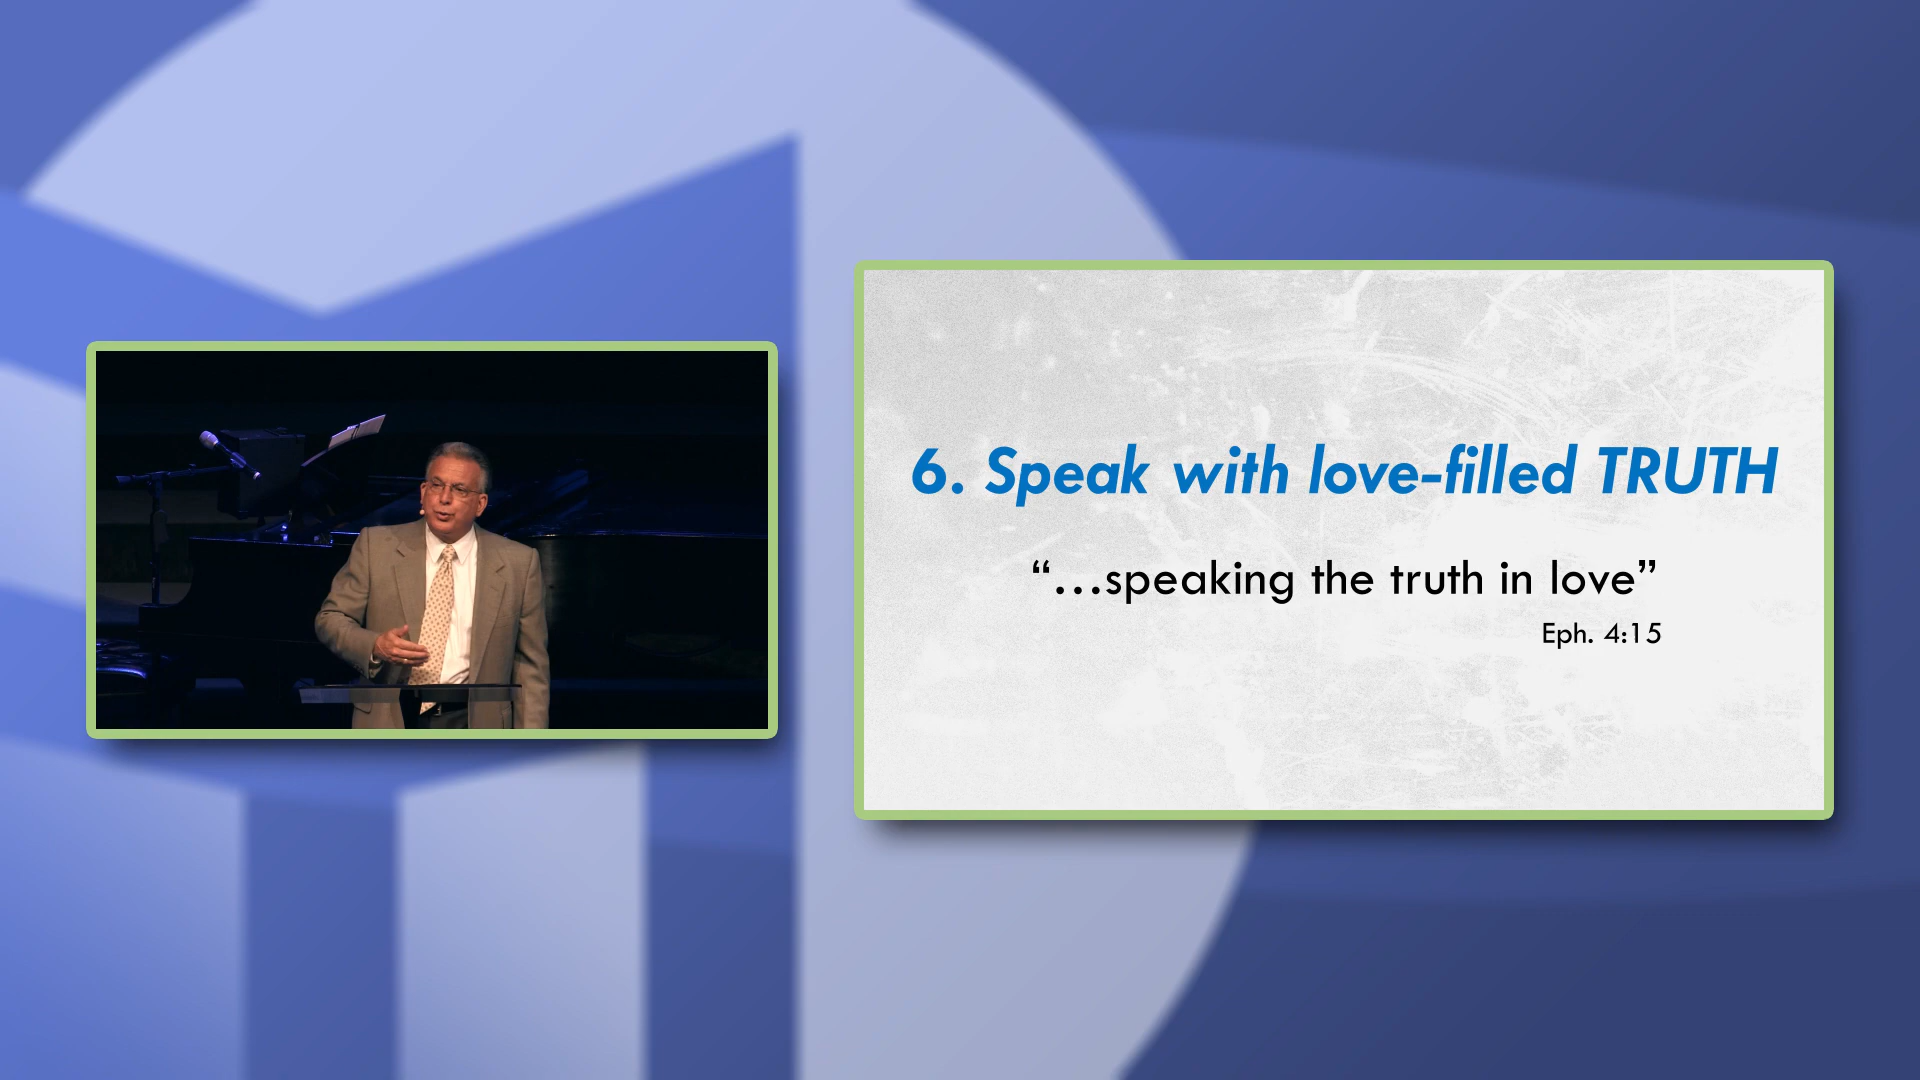 6. Speak with love-filled TRUTH
“…speaking the truth in love”
Eph. 4:15